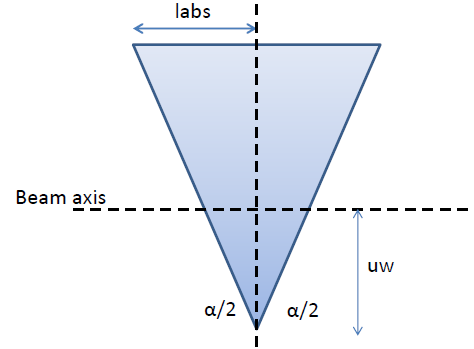 labs
Beam axis
uw
α/2
α/2